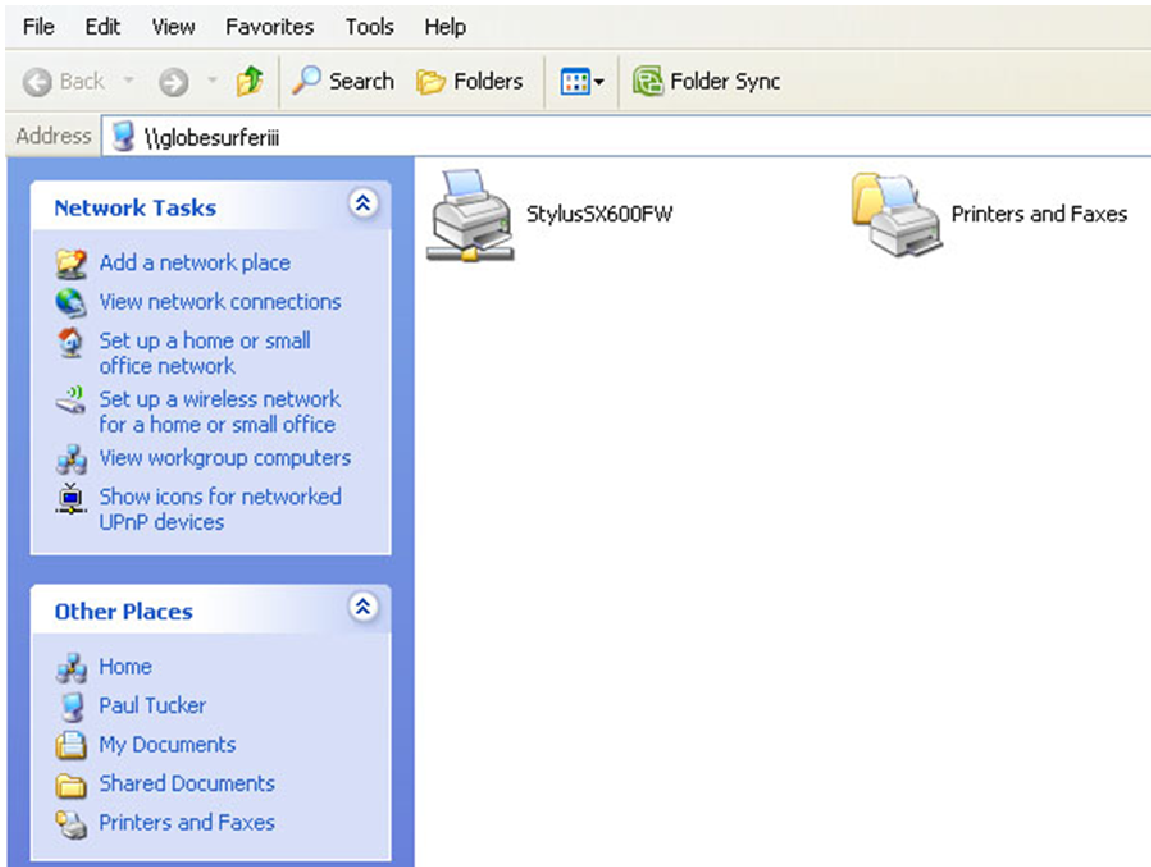 File Edit View Favorites Tools Help
Back Search Folders Folder Sync
Address \\globesurferiii
Network Tasks
Add a network place
View network connections
Set up a home or small
office network
Set up a wireless network
for a home or small office
View workgroup computers
Show icons for networked
UPnP devices
Other Places
Home
Paul Tucker
My Documents
Shared Documents
Printers and Faxes
StylusSX600FW
Printers and Faxes